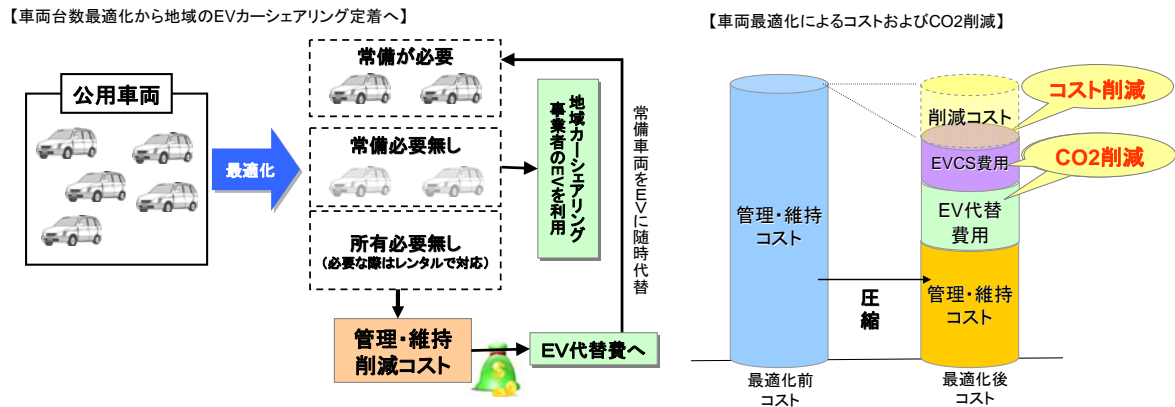 【車両台数最適化から地域のEVカーシェアリング定着へ】
公用車両
最適化
常備が必要
常備必要無し
所有必要無し
(必要な際はレンタルで対応)
地域カーシェアリング
事業者のEVを利用
常備車両をEVに随時代替
管理・維持
削減コスト
EV代替費へ
【車両最適化によるコストおよびCO2削減】
コスト削減
削減コスト
CO2削減
EVCS費用
EV代替
費用
管理・維持
コスト
管理・維持
コスト
圧
縮
最適化前
コスト
最適化後
コスト